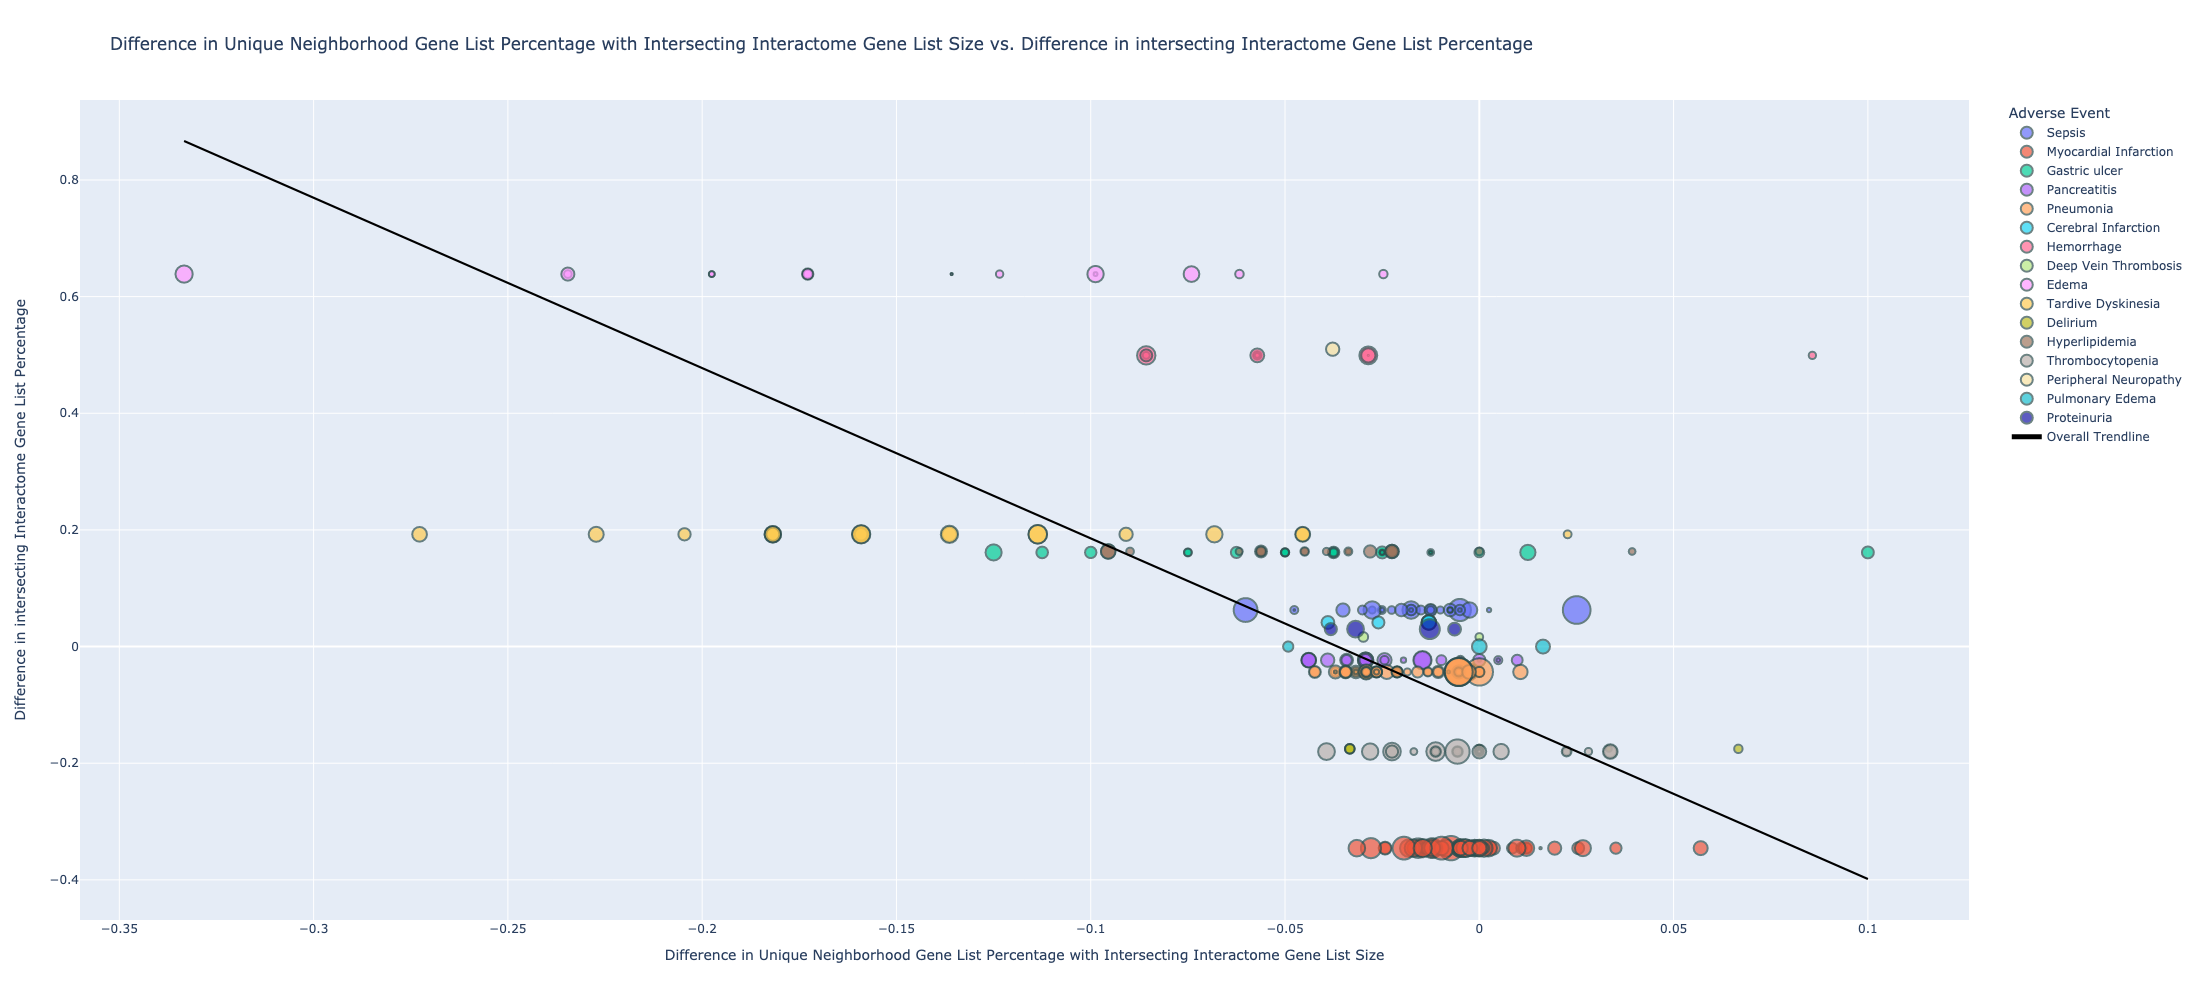 Difference in Unique Neighborhood Gene List Percentage with Intersecting Interactome Gene List Size vs. Difference in intersecting Interactome Gene List Percentage
Difference in intersecting Interactome Gene List Percentage
0.8
0.6
0.4
0.2
0
−0.2
−0.4
−0.35
−0.3
−0.25
−0.2
−0.15
−0.1
−0.05
0
0.05
0.1
Difference in Unique Neighborhood Gene List Percentage with Intersecting Interactome Gene List Size
Adverse Event
Sepsis
Myocardial Infarction
Gastric ulcer
Pancreatitis
Pneumonia
Cerebral Infarction
Hemorrhage
Deep Vein Thrombosis
Edema
Tardive Dyskinesia
Delirium
Hyperlipidemia
Thrombocytopenia
Peripheral Neuropathy
Pulmonary Edema
Proteinuria
Overall Trendline